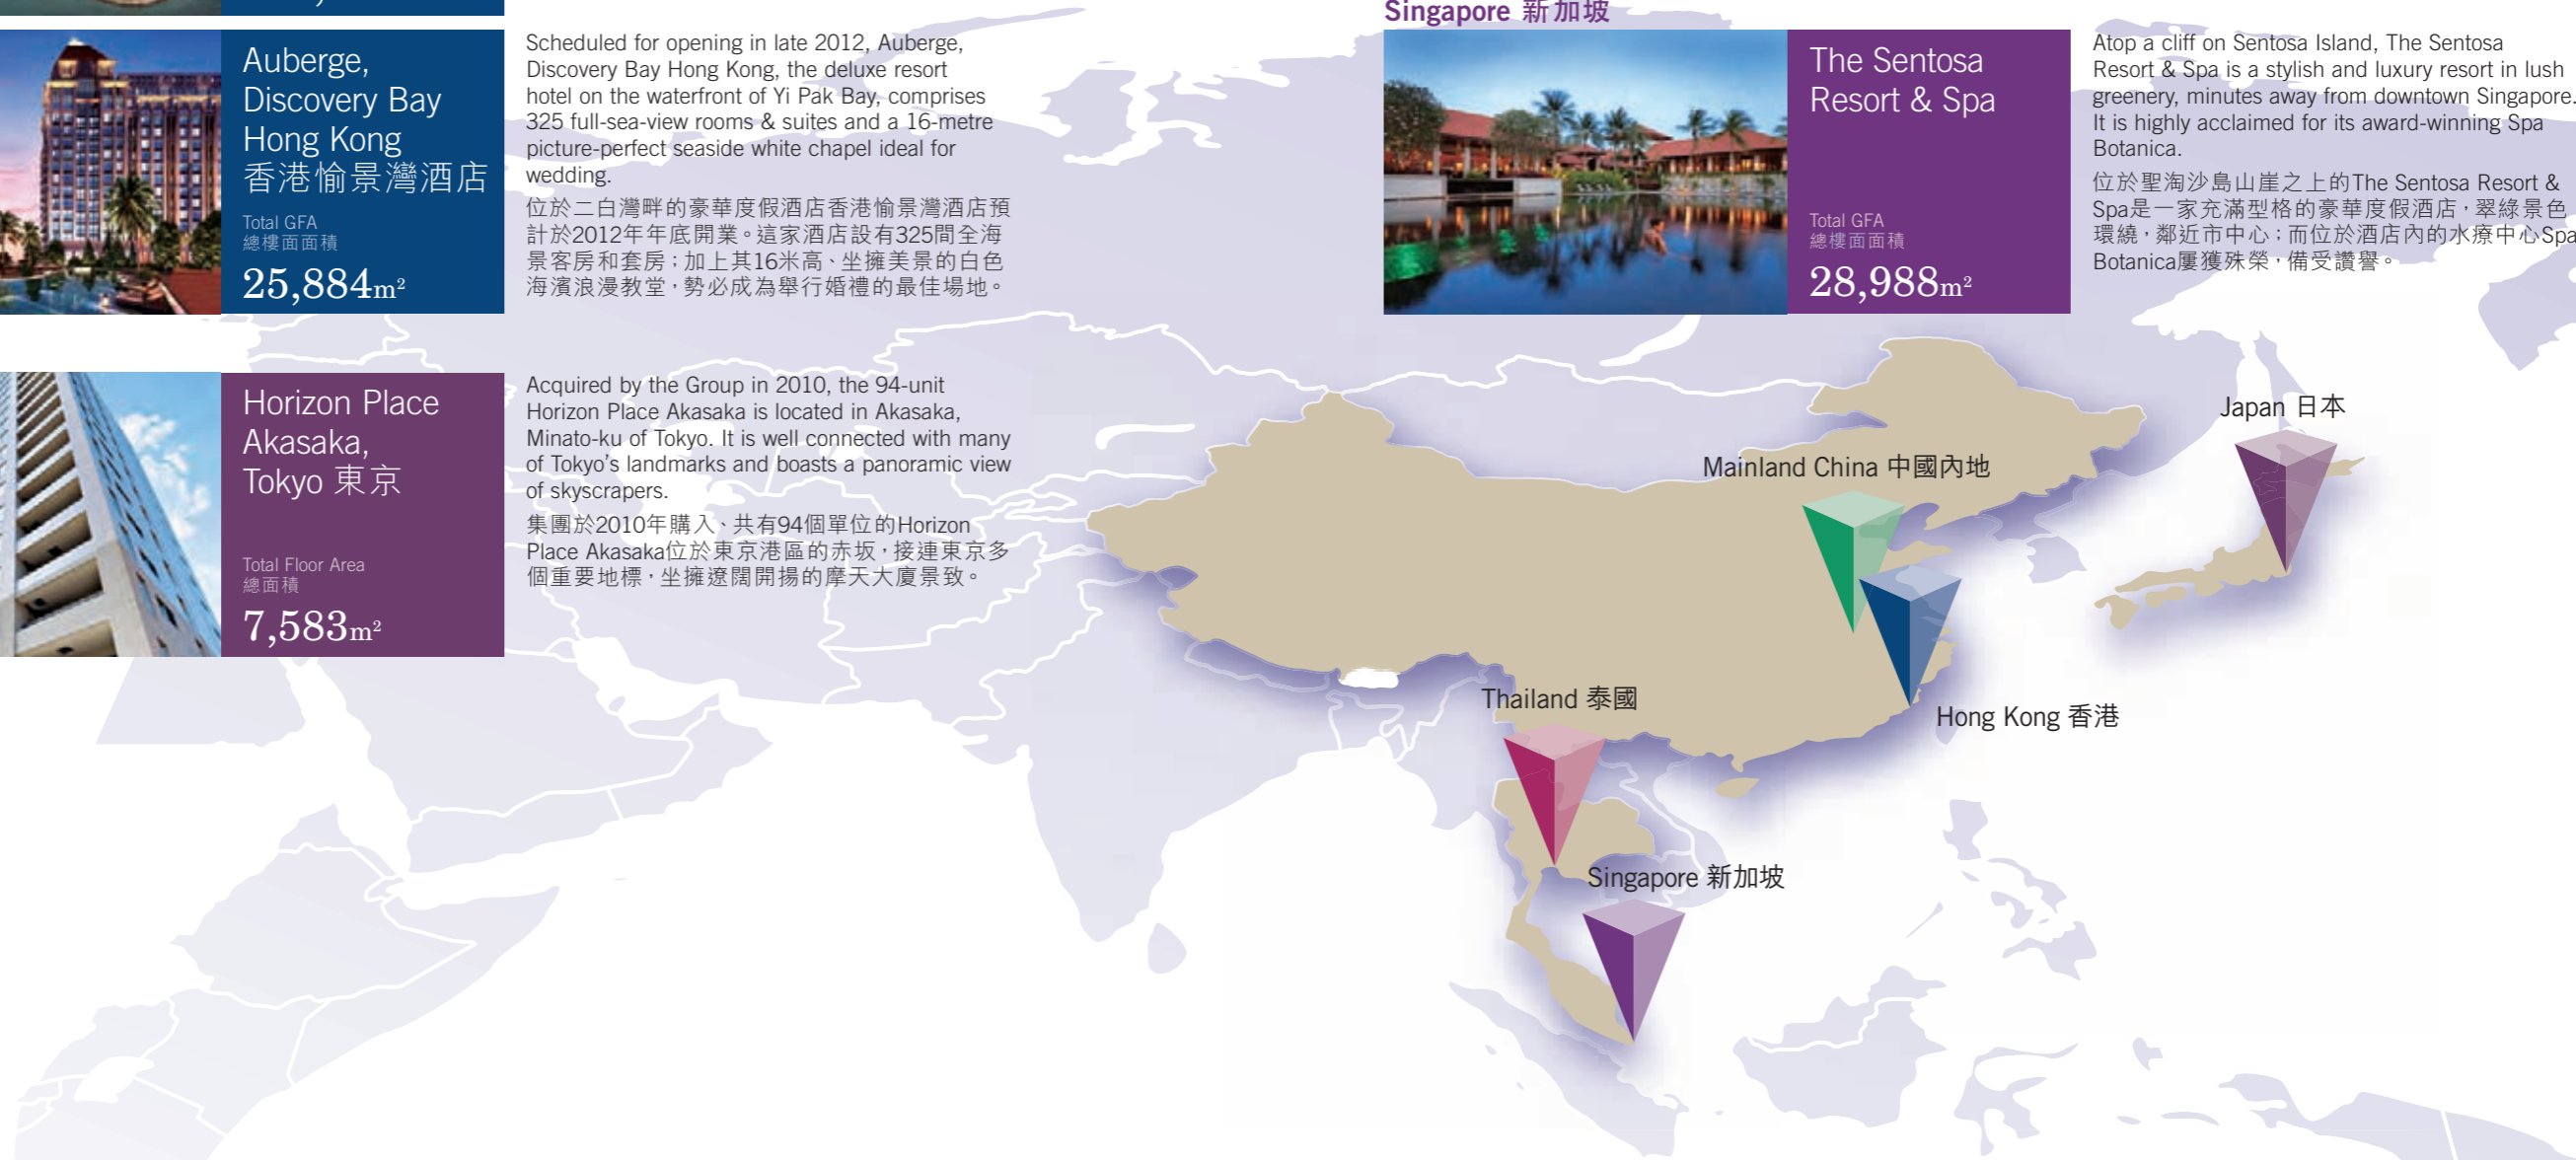 Auberge,
Discovery Bay
Hong Kong
香港愉景灣酒店
Total GFA
總樓面面積
25,884m²
Scheduled for opening in late 2012, Auberge,
Discovery Bay Hong Kong, the deluxe resort
hotel on the waterfront of Yi Pak Bay, comprises
325 full-sea-view rooms & suites and a 16-metre
picture-perfect seaside white chapel ideal for
wedding.
位於二白灣畔的豪華度假酒店香港愉景灣酒店預
計於2012年年底開業。這家酒店設有325間全海
景客房和套房；加上其16米高、坐擁美景的白色
海濱浪漫教堂，勢必成為舉行婚禮的最佳場地。
Horizon Place
Akasaka,
Tokyo 東京
Total Floor Area
總面積
7,583m²
Acquired by the Group in 2010, the 94-unit
Horizon Place Akasaka is located in Akasaka,
Minato-ku of Tokyo. It is well connected with many
of Tokyo's landmarks and boasts a panoramic view
of skyscrapers.
集團於2010年購入、共有94個單位的Horizon
Place Akasaka位於東京港區的赤坂，接連東京多
個重要地標，坐擁遼闊開揚的摩天大廈景致。
Singapore 新加坡
The Sentosa
Resort & Spa
Total GFA
總樓面面積
28,988m²
Atop a cliff on Sentosa Island, The Sentosa
Resort & Spa is a stylish and luxury resort in lush
greenery, minutes away from downtown Singapore.
It is highly acclaimed for its award-winning Spa
Botanica.
位於聖淘沙島山崖之上的The Sentosa Resort &
Spa是一家充滿型格的豪華度假酒店，翠綠景色
環繞，鄰近市中心；而位於酒店內的水療中心Spa
Botanica屢獲殊榮，備受讚譽。
Japan 日本
Mainland China 中國內地
Thailand 泰國
Hong Kong 香港
Singapore 新加坡